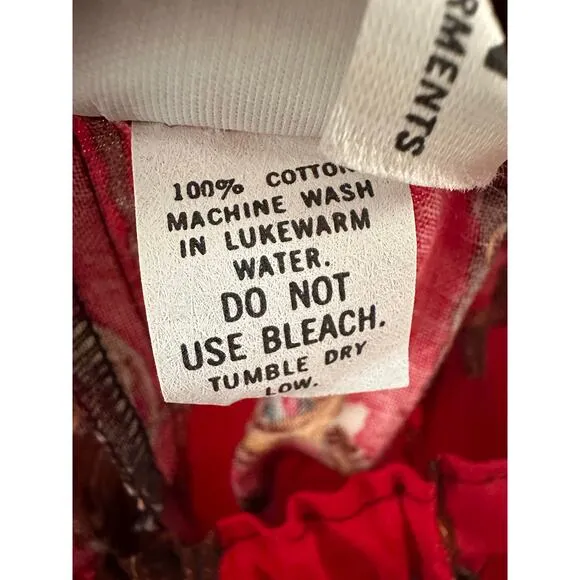 RMENTS
100% COTTON
MACHINE WASH
IN LUKEWARM
WATER.
DO NOT
USE BLEACH.
TUMBLE DRY
LOW.